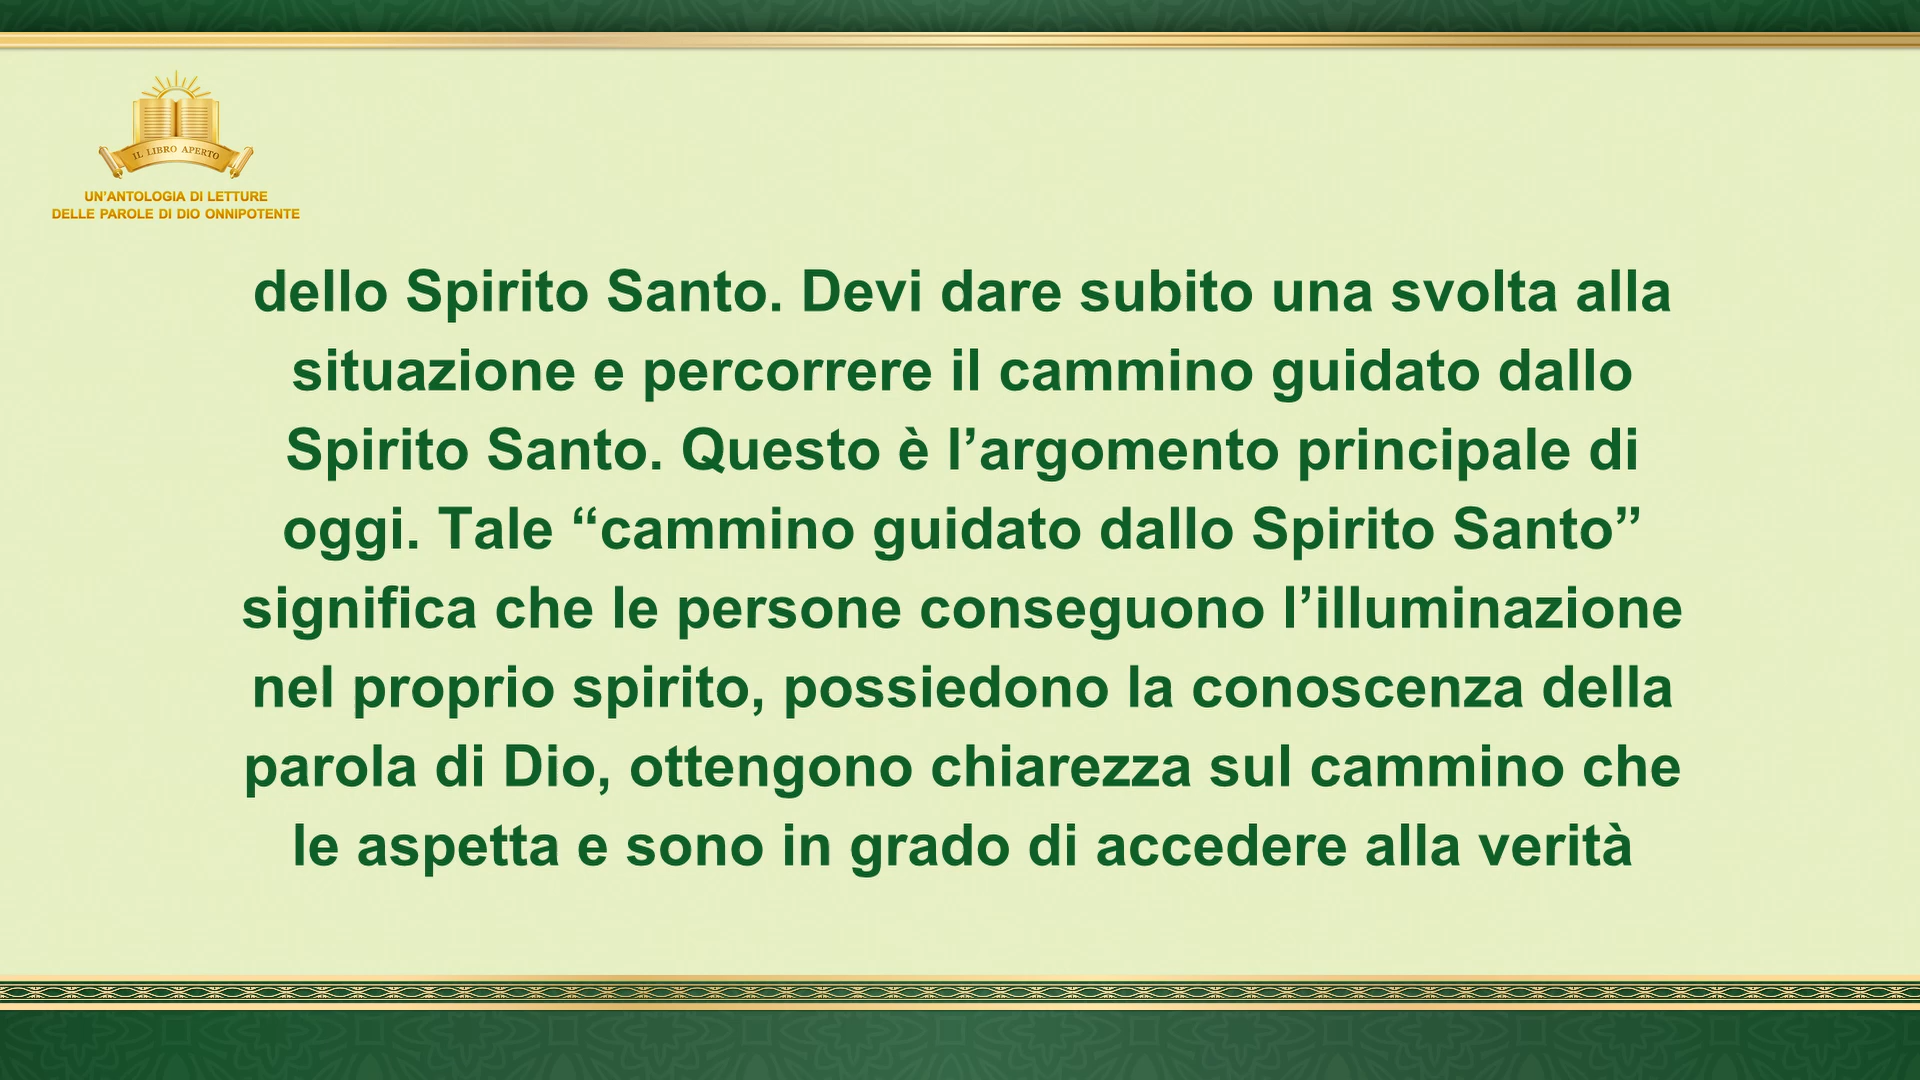 IL LIBRO APERTO
UN'ANTOLOGIA DI LETTURE
DELLE PAROLE DI DIO ONNIPOTENTE
dello Spirito Santo. Devi dare subito una svolta alla
situazione e percorrere il cammino guidato dallo
Spirito Santo. Questo è l’argomento principale di
oggi. Tale “cammino guidato dallo Spirito Santo”
significa che le persone conseguono l’illuminazione
nel proprio spirito, possiedono la conoscenza della
parola di Dio, ottengono chiarezza sul cammino che
le aspetta e sono in grado di accedere alla verità